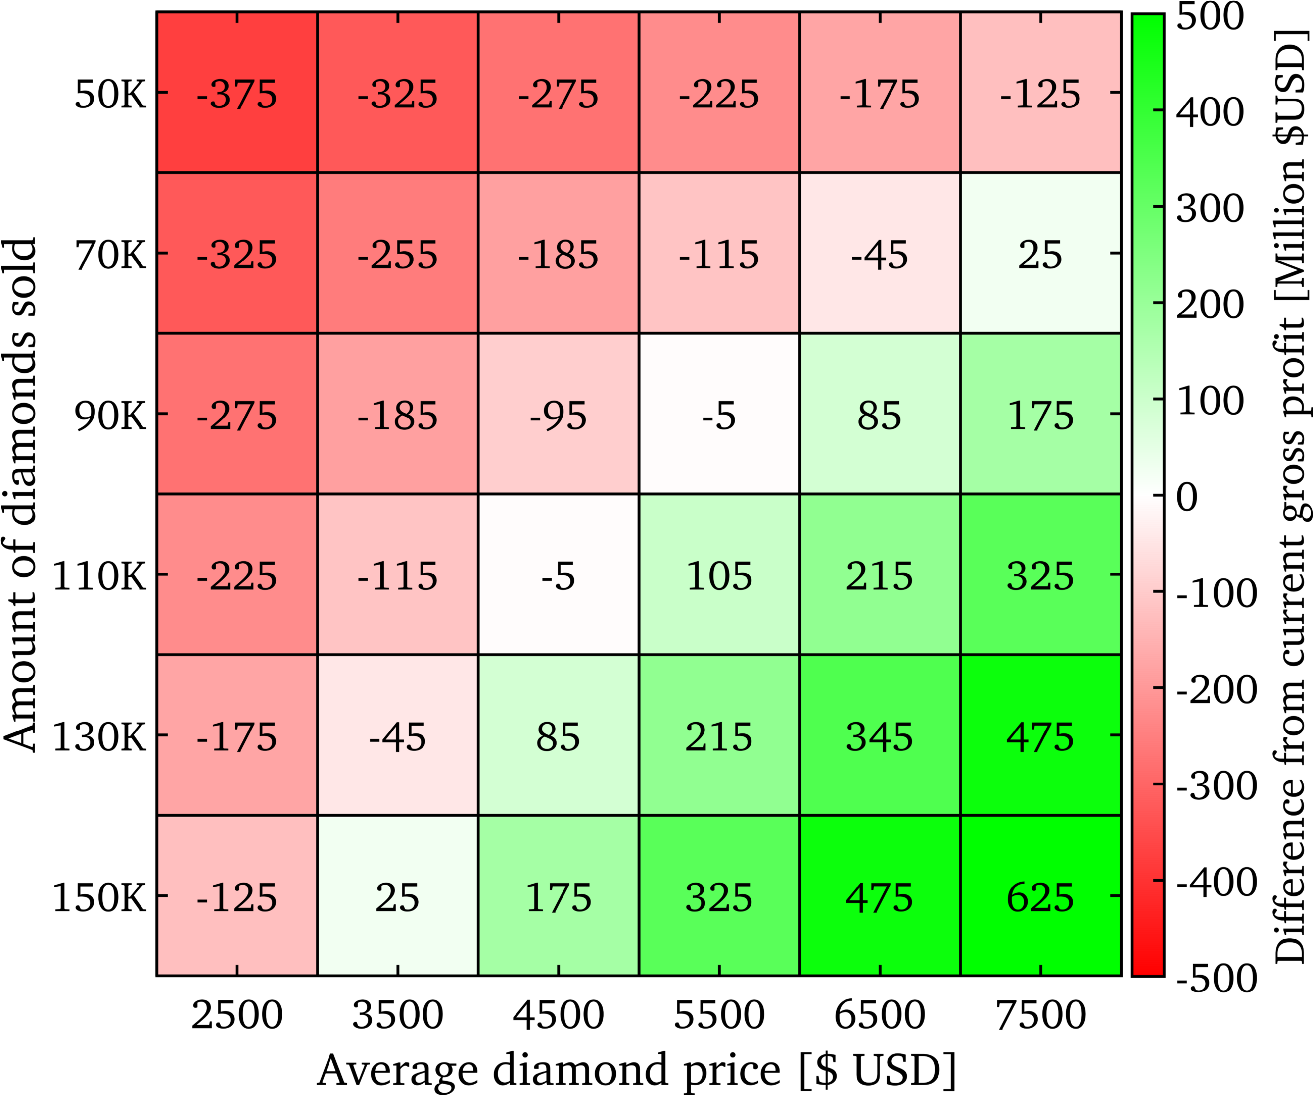 50K -375 -325 -275 -225 -175 -125
70K -325 -255 -185 -115 -45 25
90K -275 -185 -95 -5 85 175
110K -225 -115 -5 105 215 325
130K -175 -45 85 215 345 475
150K -125 25 175 325 475 625
2500 3500 4500 5500 6500 7500
Average diamond price [$ USD]
Amount of diamonds sold
500
400
300
200
100
0
-100
-200
-300
-400
-500
Difference from current gross profit [Million $USD]